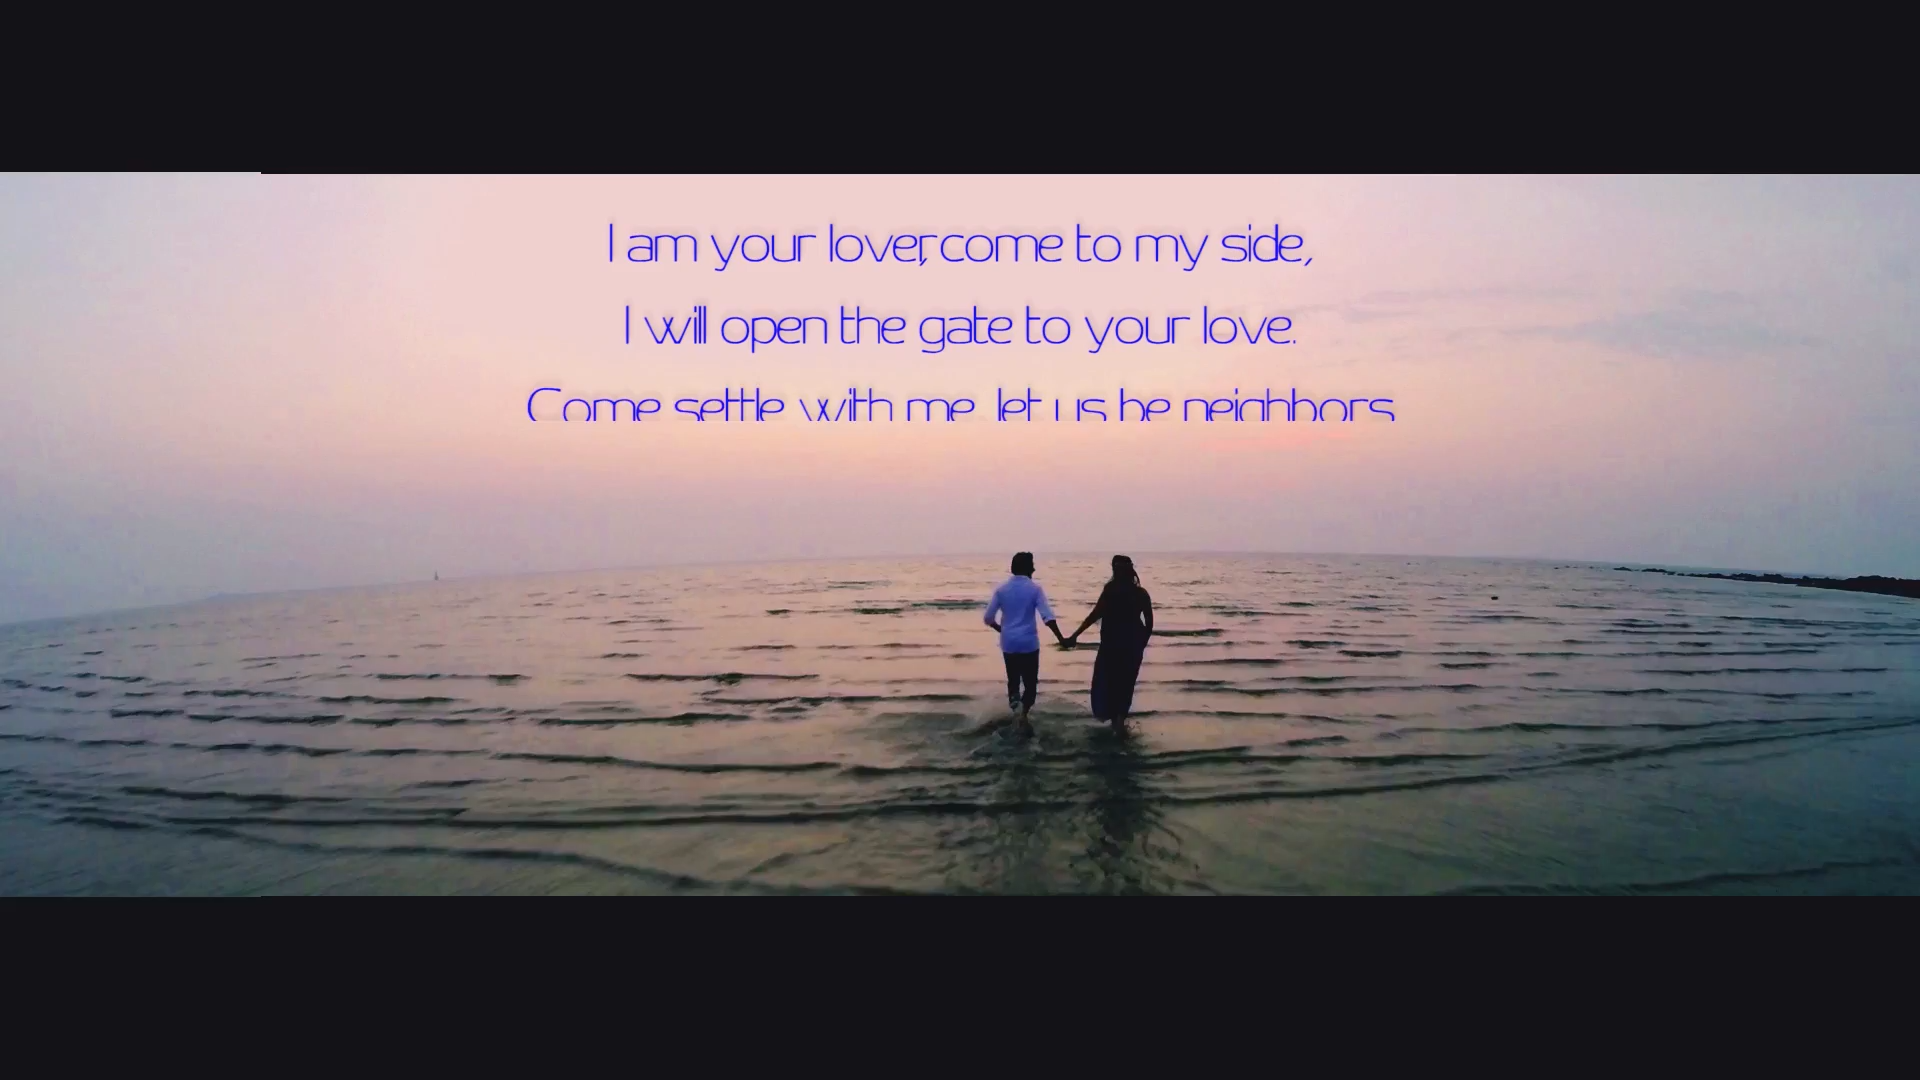 I am your lover, come to my side,
I will open the gate to your love.
Come settle with me, let us be neighbors